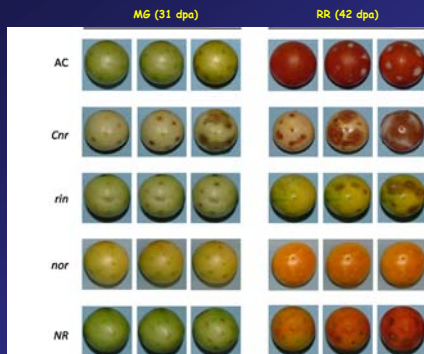 MG (31 dpa) RR (42 dpa)
AC
Cnr
rin
nor
NR